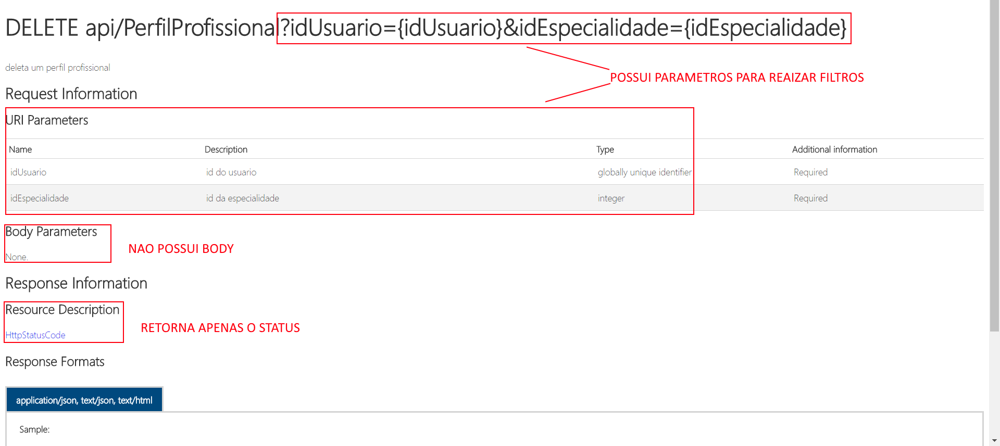 DELETE api/PerfilProfissional?idUsuario={idUsuario}&idEspecialidade={idEspecialidade}
deleta um perfil profissional
POSSUI PARAMETROS PARA REAIZAR FILTROS
Request Information
URI Parameters
Name Description Type Additional information
idUsuario id do usuario globally unique identifier Required
idEspecialidade id da especialidade integer Required
Body Parameters
NAO POSSUI BODY
None.
Response Information
Resource Description
RETORNA APENAS O STATUS
HttpStatusCode
Response Formats
application/json, text/json, text/html
Sample: